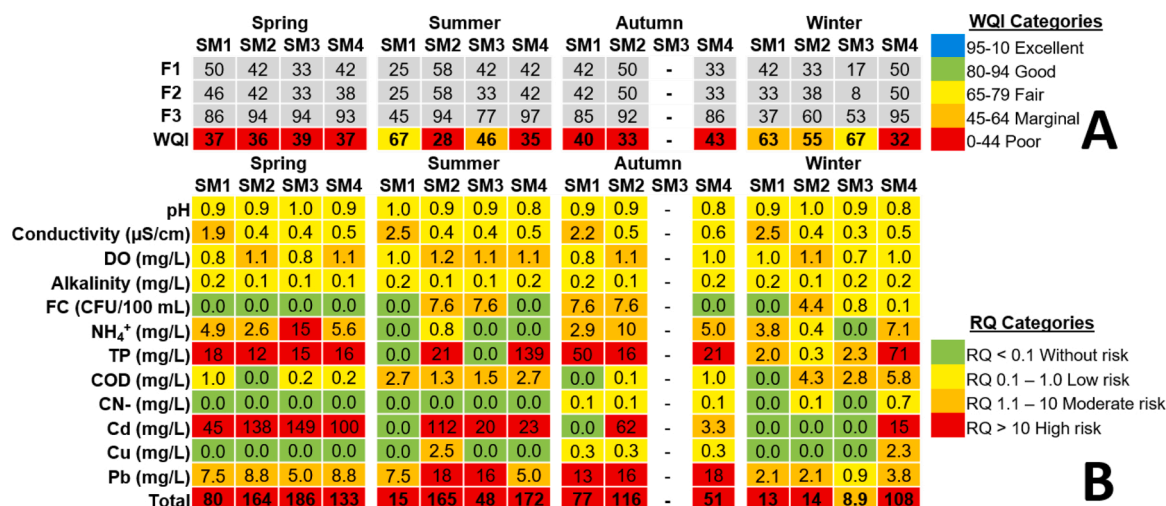 Spring Summer Autumn Winter
SM1 SM2 SM3 SM4 SM1 SM2 SM3 SM4 SM1 SM2 SM3 SM4 SM1 SM2 SM3 SM4
F1 50 42 33 42 25 58 42 42 42 50 - 33 42 33 17 50
F2 46 42 33 38 25 58 33 42 42 50 - 42 33 38 8 50
F3 86 94 94 93 45 94 77 97 85 92 - 86 37 60 53 95
WQI 37 36 39 37 67 28 46 35 40 33 - 43 63 55 67 32
WQI Categories
95-10 Excellent
80-94 Good
65-79 Fair
45-64 Marginal
0-44 Poor
A
Spring Summer Autumn Winter
SM1 SM2 SM3 SM4 SM1 SM2 SM3 SM4 SM1 SM2 SM3 SM4 SM1 SM2 SM3 SM4
pH 0.9 0.9 1.0 0.9 1.0 0.9 0.9 0.8 0.9 0.9 - 0.8 0.9 1.0 0.9 0.8
Conductivity (µS/cm) 1.9 0.4 0.4 0.5 2.5 0.4 0.4 0.5 2.2 0.5 - 0.6 2.5 0.4 0.3 0.5
DO (mg/L) 0.8 1.1 0.8 1.1 1.0 1.2 1.1 1.1 0.8 1.1 - 1.0 1.0 1.1 0.7 1.0
Alkalinity (mg/L) 0.2 0.1 0.1 0.1 0.2 0.1 0.1 0.2 0.2 0.1 - 0.2 0.2 0.1 0.2 0.2
FC (CFU/100 mL) 0.0 0.0 0.0 0.0 0.0 7.6 7.6 0.0 7.6 7.6 - 0.0 0.0 4.4 0.8 0.1
NH₄⁺ (mg/L) 4.9 2.6 15 5.6 0.0 0.8 0.0 0.0 2.9 10 - 5.0 3.8 0.4 0.0 7.1
TP (mg/L) 18 12 15 16 0.0 21 0.0 139 50 16 - 21 2.0 0.3 2.3 71
COD (mg/L) 1.0 0.0 0.2 0.2 2.7 1.3 1.5 2.7 0.0 0.1 - 1.0 0.0 4.3 2.8 5.8
CN- (mg/L) 0.0 0.0 0.0 0.0 0.0 0.0 0.0 0.0 0.1 0.1 - 0.1 0.0 0.1 0.0 0.7
Cd (mg/L) 45 138 149 100 0.0 112 20 23 0.0 62 - 3.3 0.0 0.0 0.0 15
Cu (mg/L) 0.0 0.0 0.0 0.0 0.0 2.5 0.0 0.0 0.3 0.3 - 0.3 0.0 0.0 0.0 2.3
Pb (mg/L) 7.5 8.8 5.0 8.8 7.5 18 16 5.0 13 16 - 18 2.1 2.1 0.9 3.8
Total 80 164 186 133 15 165 48 172 77 116 - 51 13 14 8.9 108
RQ Categories
RQ < 0.1 Without risk
RQ 0.1 – 1.0 Low risk
RQ 1.1 – 10 Moderate risk
RQ > 10 High risk
B